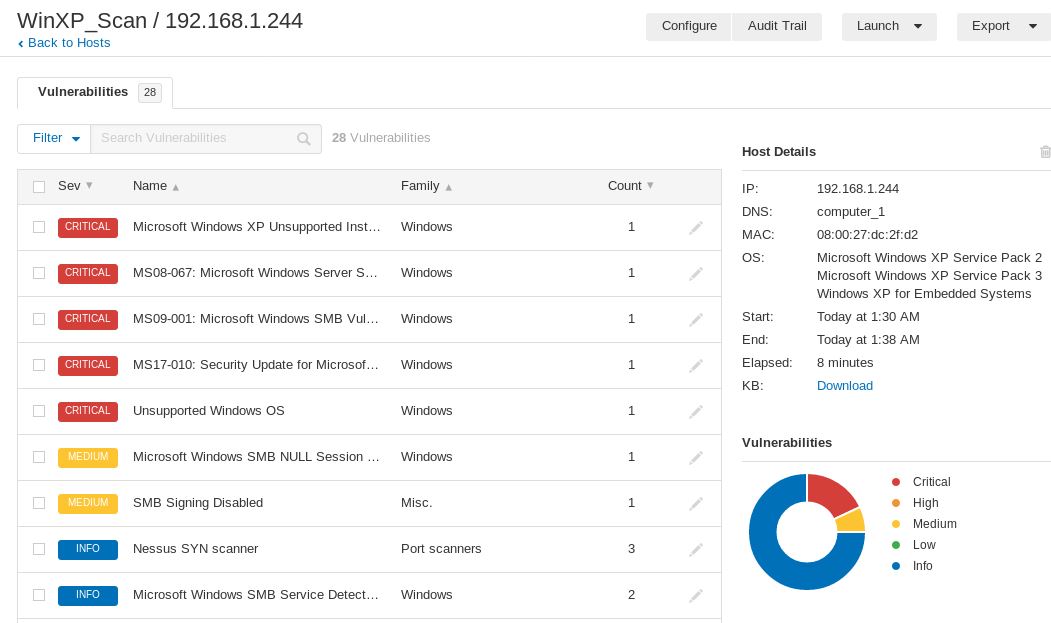 WinXP_Scan / 192.168.1.244
Back to Hosts
Configure
Audit Trail
Launch
Export
Vulnerabilities 28
Filter
Search Vulnerabilities
28 Vulnerabilities
Sev Name Family Count
CRITICAL Microsoft Windows XP Unsupported Inst... Windows 1
CRITICAL MS08-067: Microsoft Windows Server S... Windows 1
CRITICAL MS09-001: Microsoft Windows SMB Vul... Windows 1
CRITICAL MS17-010: Security Update for Microsof... Windows 1
CRITICAL Unsupported Windows OS Windows 1
MEDIUM Microsoft Windows SMB NULL Session ... Windows 1
MEDIUM SMB Signing Disabled Misc. 1
INFO Nessus SYN scanner Port scanners 3
INFO Microsoft Windows SMB Service Detect... Windows 2
Host Details
IP: 192.168.1.244
DNS: computer_1
MAC: 08:00:27:dc:2f:d2
OS: Microsoft Windows XP Service Pack 2
Microsoft Windows XP Service Pack 3
Windows XP for Embedded Systems
Start: Today at 1:30 AM
End: Today at 1:38 AM
Elapsed: 8 minutes
KB: Download
Vulnerabilities
Critical
High
Medium
Low
Info